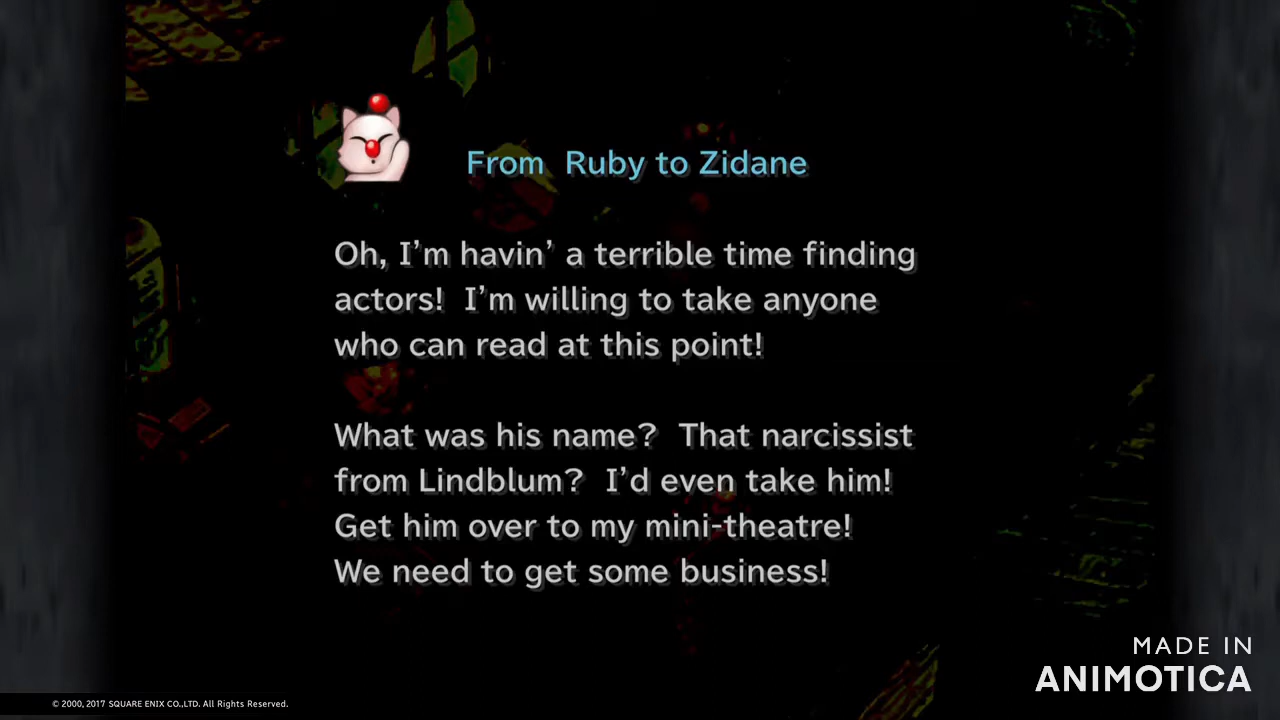 From Ruby to Zidane
Oh, I'm havin' a terrible time finding
actors! I'm willing to take anyone
who can read at this point!
What was his name? That narcissist
from Lindblum? I'd even take him!
Get him over to my mini-theatre!
We need to get some business!
MADE IN
ANIMOTICA
© 2000, 2017 SQUARE ENIX CO.,LTD. All Rights Reserved.